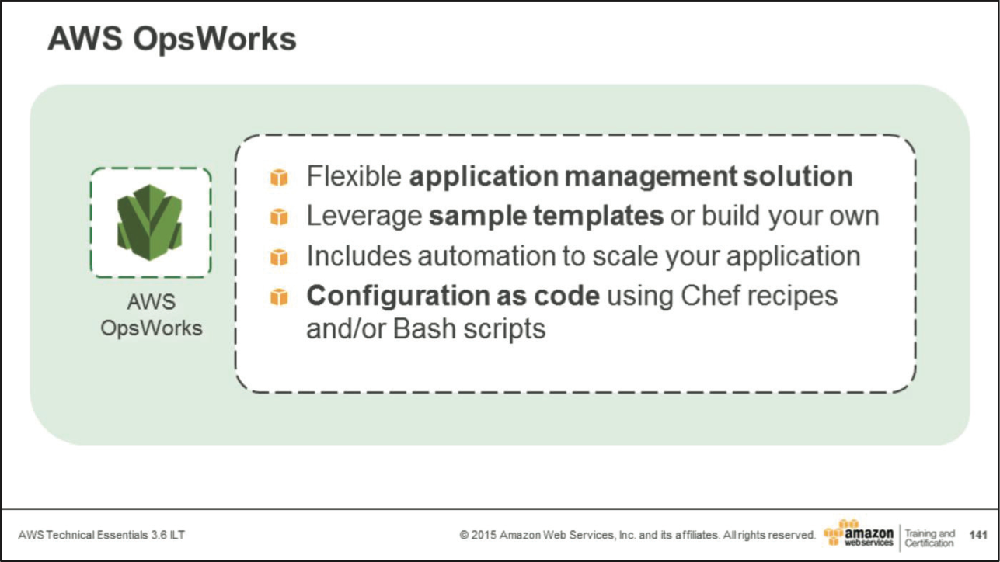 AWS OpsWorks
AWS
OpsWorks
Flexible application management solution
Leverage sample templates or build your own
Includes automation to scale your application
Configuration as code using Chef recipes
and/or Bash scripts
AWS Technical Essentials 3.6 ILT
© 2015 Amazon Web Services, Inc. and its affiliates. All rights reserved.
amazon
webservices
Training and
Certification
141